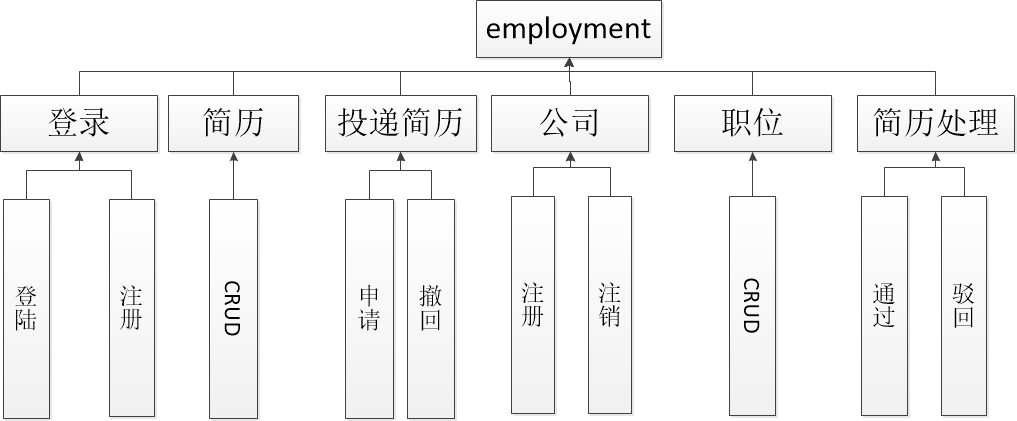 employment
登录
简历
投递简历
公司
职位
简历处理
登陆
注册
CRUD
申请
撤回
注册
注销
CRUD
通过
驳回